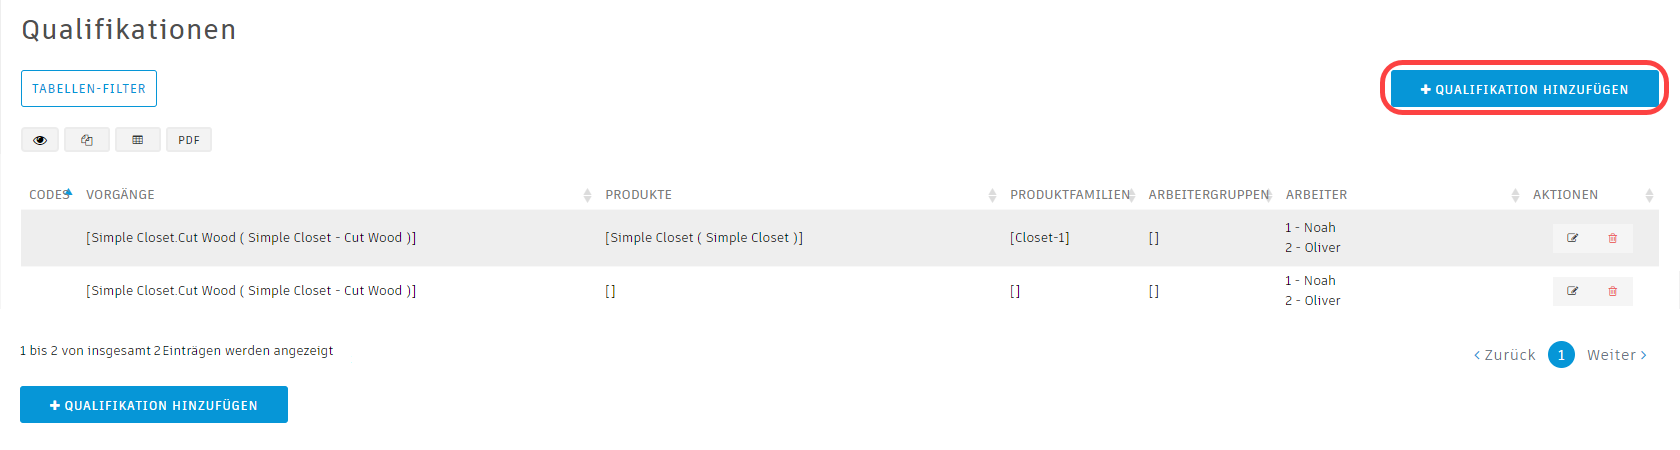 Qualifikationen
TABELLEN-FILTER
QUALIFIKATION HINZUFÜGEN
PDF
CODES VORGÄNGE PRODUKTE PRODUKTFAMILIEN ARBEITERGRUPPEN ARBEITER AKTIONEN
[Simple Closet.Cut Wood ( Simple Closet - Cut Wood )] [Simple Closet ( Simple Closet )] [Closet-1] [] 1 - Noah
2 - Oliver
[Simple Closet.Cut Wood ( Simple Closet - Cut Wood )] [] [] [] 1 - Noah
2 - Oliver
1 bis 2 von insgesamt 2 Einträgen werden angezeigt
Zurück 1 Weiter
QUALIFIKATION HINZUFÜGEN